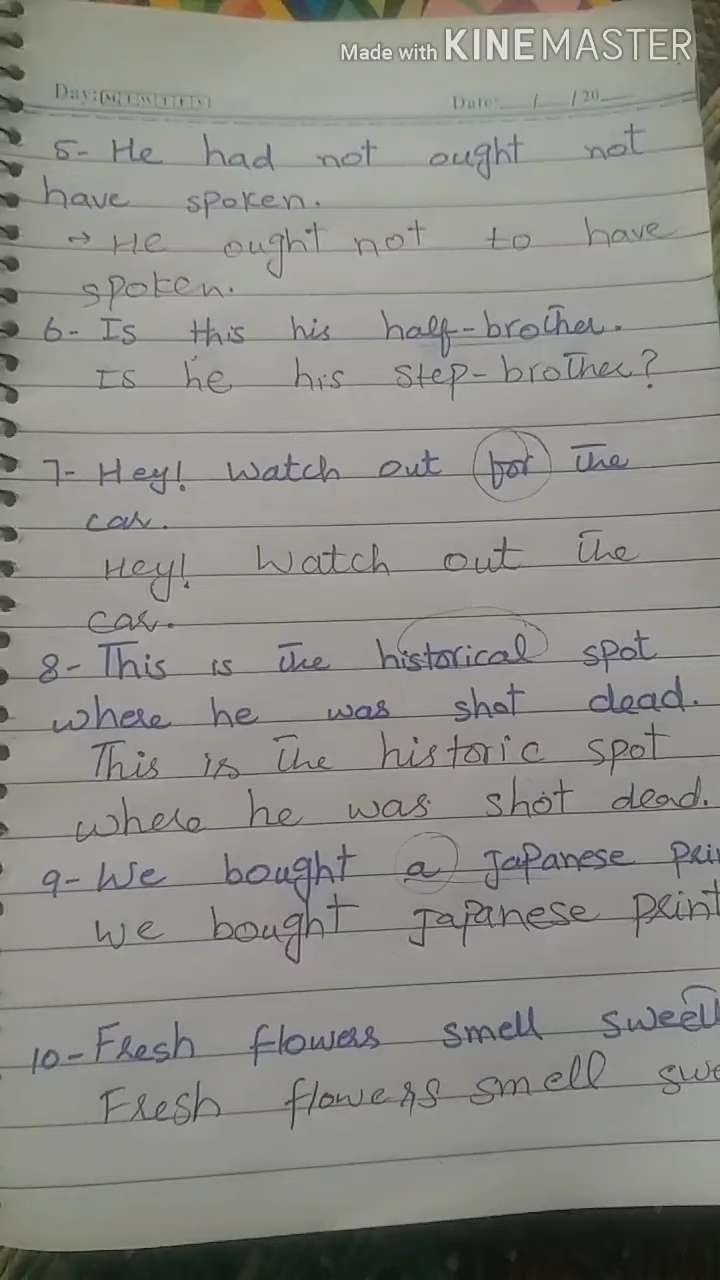 Made with KINEMASTER
Day: M T W T F S
Date: / /20
5- He had not ought not
have spoken.
→ He ought not to have
spoken.
6- Is this his half-brother.
Is he his step-brother?
7- Hey! Watch out for the
car.
Hey! Watch out the
car.
8- This is the historical spot
where he was shot dead.
This is the historic spot
where he was shot dead.
9- We bought a Japanese
We bought Japanese print
10- Fresh flowers smell
Fresh flowers smell